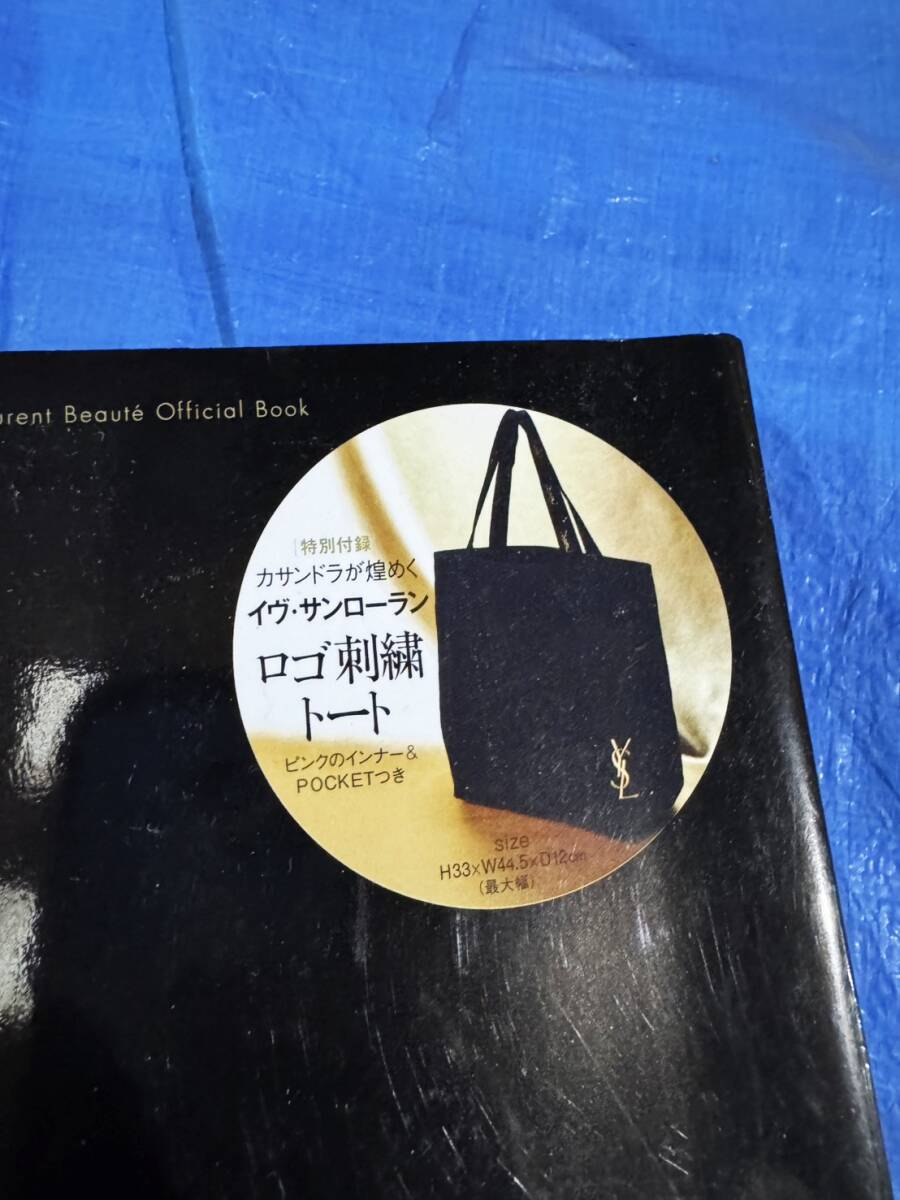 urent Beauté Official Book
特別付録
カサンドラが煌めく
イヴ・サンローラン
ロゴ刺繍
トート
ピンクのインナー&
POCKETつき
YSL
size
H33×W44.5×D12cm
(最大幅)